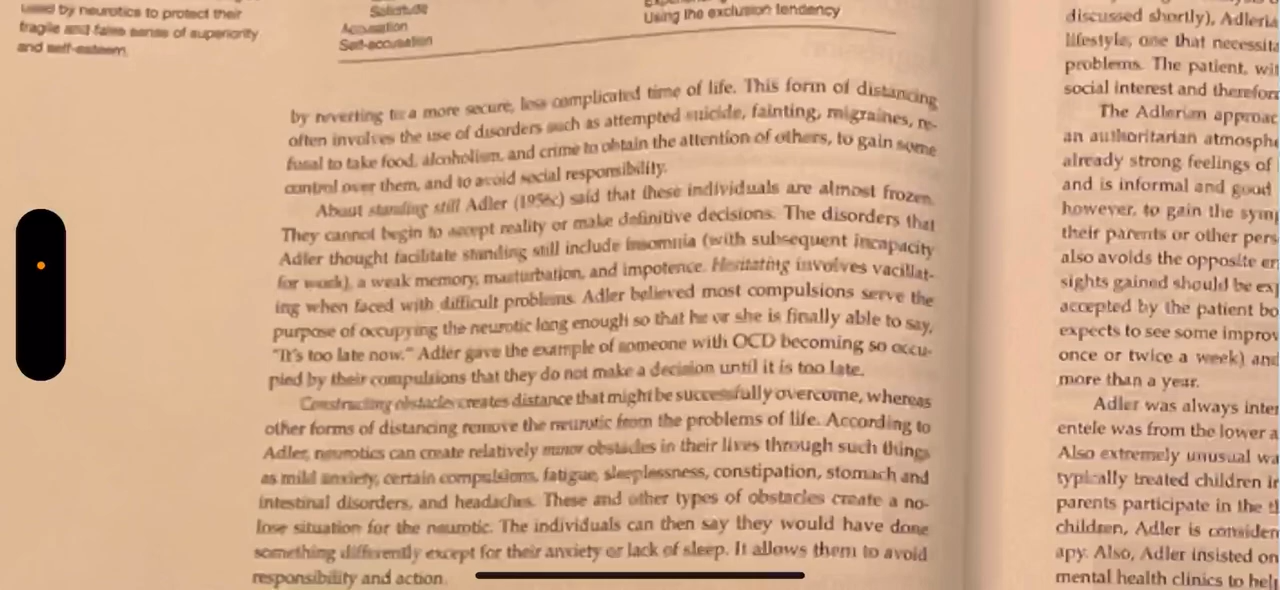 used by neurotics to protect their
fragile and false sense of superiority
and self-esteem.
Solicitude
Accusation
Self-accusation
Using the exclusion tendency
by reverting to a more secure, less complicated time of life. This form of distancing
often involves the use of disorders such as attempted suicide, fainting, migraines, re-
fusal to take food, alcoholism, and crime to obtain the attention of others, to gain some
control over them, and to avoid social responsibility.
About standing still Adler (1956c) said that these individuals are almost frozen.
They cannot begin to accept reality or make definitive decisions. The disorders that
Adler thought facilitate standing still include insomnia (with subsequent incapacity
for work), a weak memory, masturbation, and impotence. Hesitating involves vacillat-
ing when faced with difficult problems. Adler believed most compulsions serve the
purpose of occupying the neurotic long enough so that he or she is finally able to say,
"It's too late now." Adler gave the example of someone with OCD becoming so occu-
pied by their compulsions that they do not make a decision until it is too late.
Constructing obstacles creates distance that might be successfully overcome, whereas
other forms of distancing remove the neurotic from the problems of life. According to
Adler, neurotics can create relatively minor obstacles in their lives through such things
as mild anxiety, certain compulsions, fatigue, sleeplessness, constipation, stomach and
intestinal disorders, and headaches. These and other types of obstacles create a no-
lose situation for the neurotic. The individuals can then say they would have done
something differently except for their anxiety or lack of sleep. It allows them to avoid
responsibility and action.
discussed shortly), Adleria
lifestyle, one that necessita
problems. The patient, wit
social interest and therefor
The Adlerian approac
an authoritarian atmosphe
already strong feelings of
and is informal and good
however, to gain the sym
their parents or other pers
also avoids the opposite er
sights gained should be ex
accepted by the patient bo
expects to see some improv
once or twice a week) and
more than a year.
Adler was always inter
entele was from the lower a
Also extremely unusual wa
typically treated children in
parents participate in the th
children, Adler is consider
apy. Also, Adler insisted on
mental health clinics to help